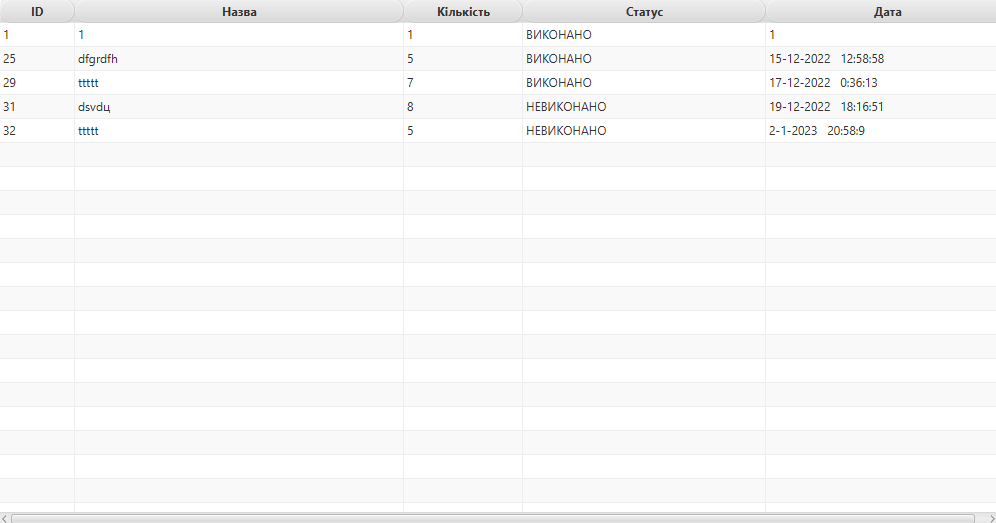 ID Назва Кількість Статус Дата
1 1 1 ВИКОНАНО 1
25 dfgrdfh 5 ВИКОНАНО 15-12-2022 12:58:58
29 ttttt 7 ВИКОНАНО 17-12-2022 0:36:13
31 dsvdц 8 НЕВИКОНАНО 19-12-2022 18:16:51
32 ttttt 5 НЕВИКОНАНО 2-1-2023 20:58:9